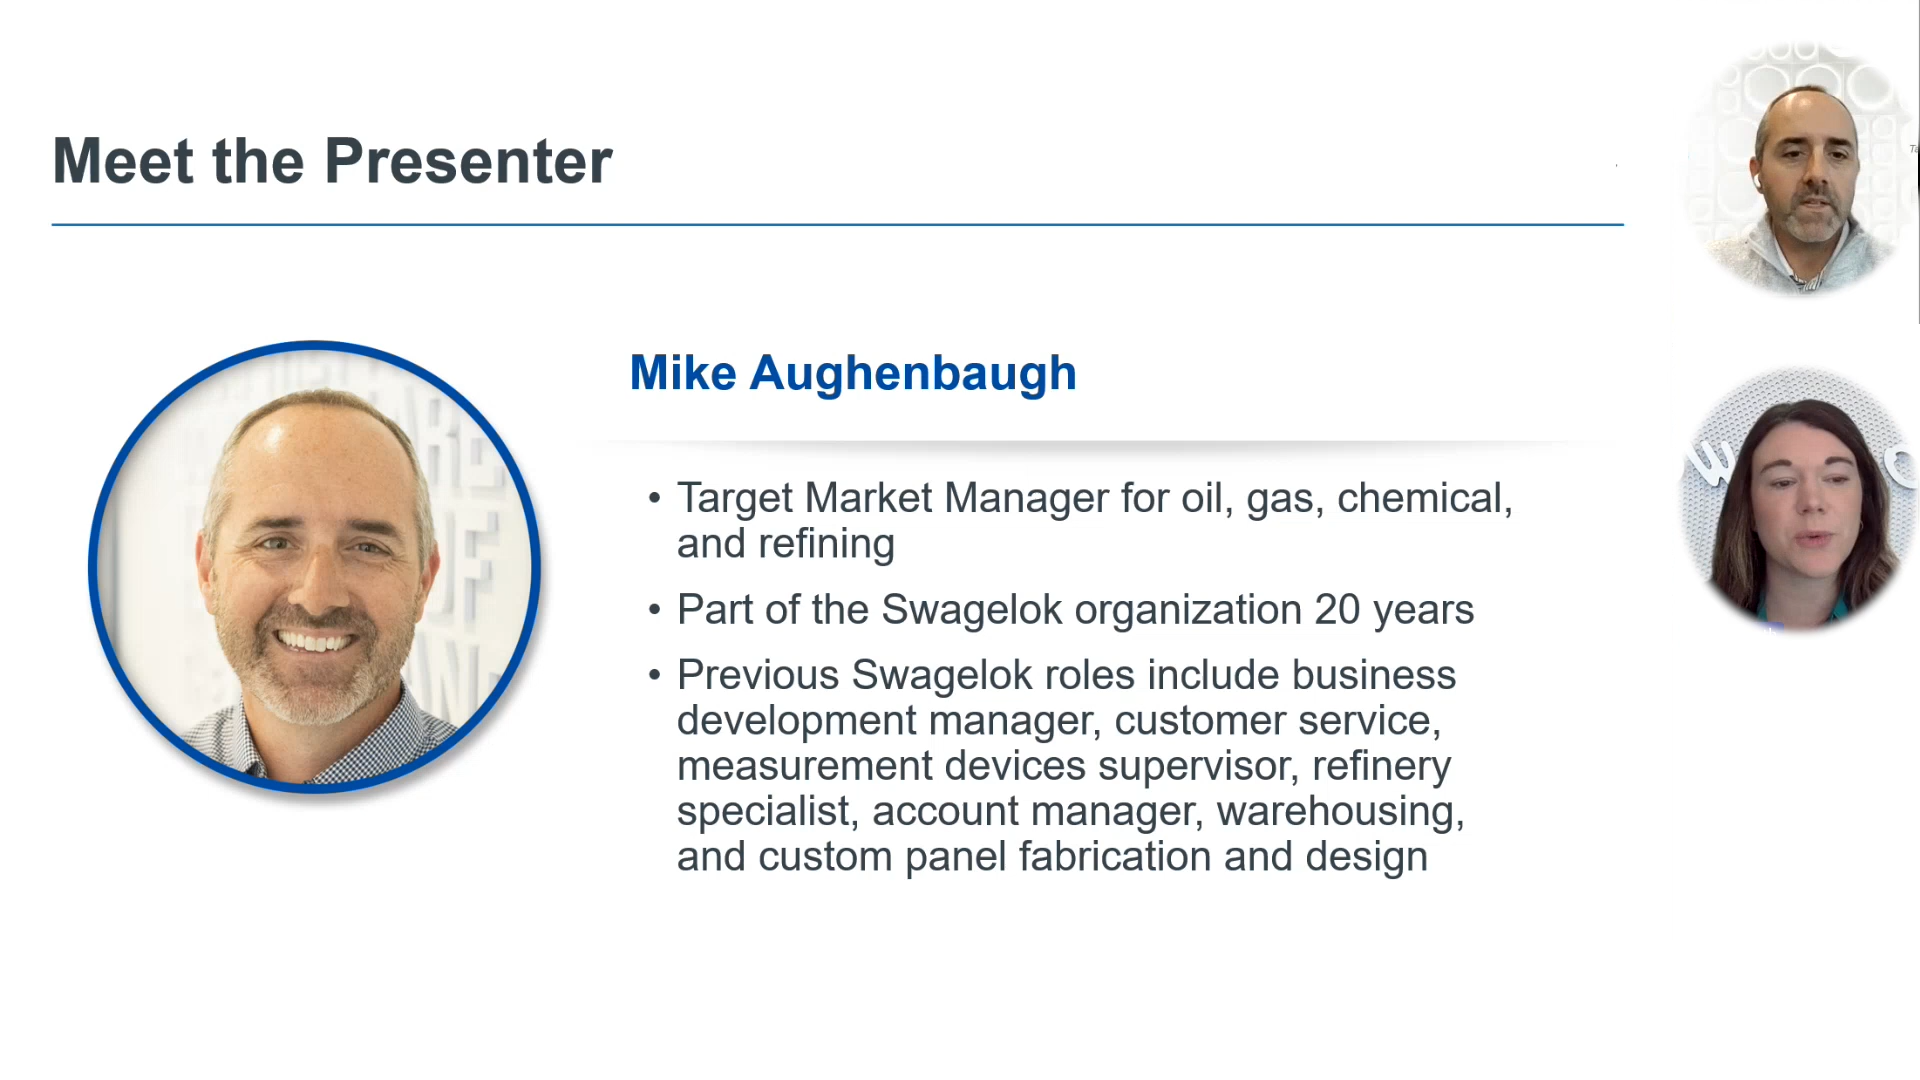 Meet the Presenter
Mike Aughenbaugh
• Target Market Manager for oil, gas, chemical,
and refining
• Part of the Swagelok organization 20 years
• Previous Swagelok roles include business
development manager, customer service,
measurement devices supervisor, refinery
specialist, account manager, warehousing,
and custom panel fabrication and design